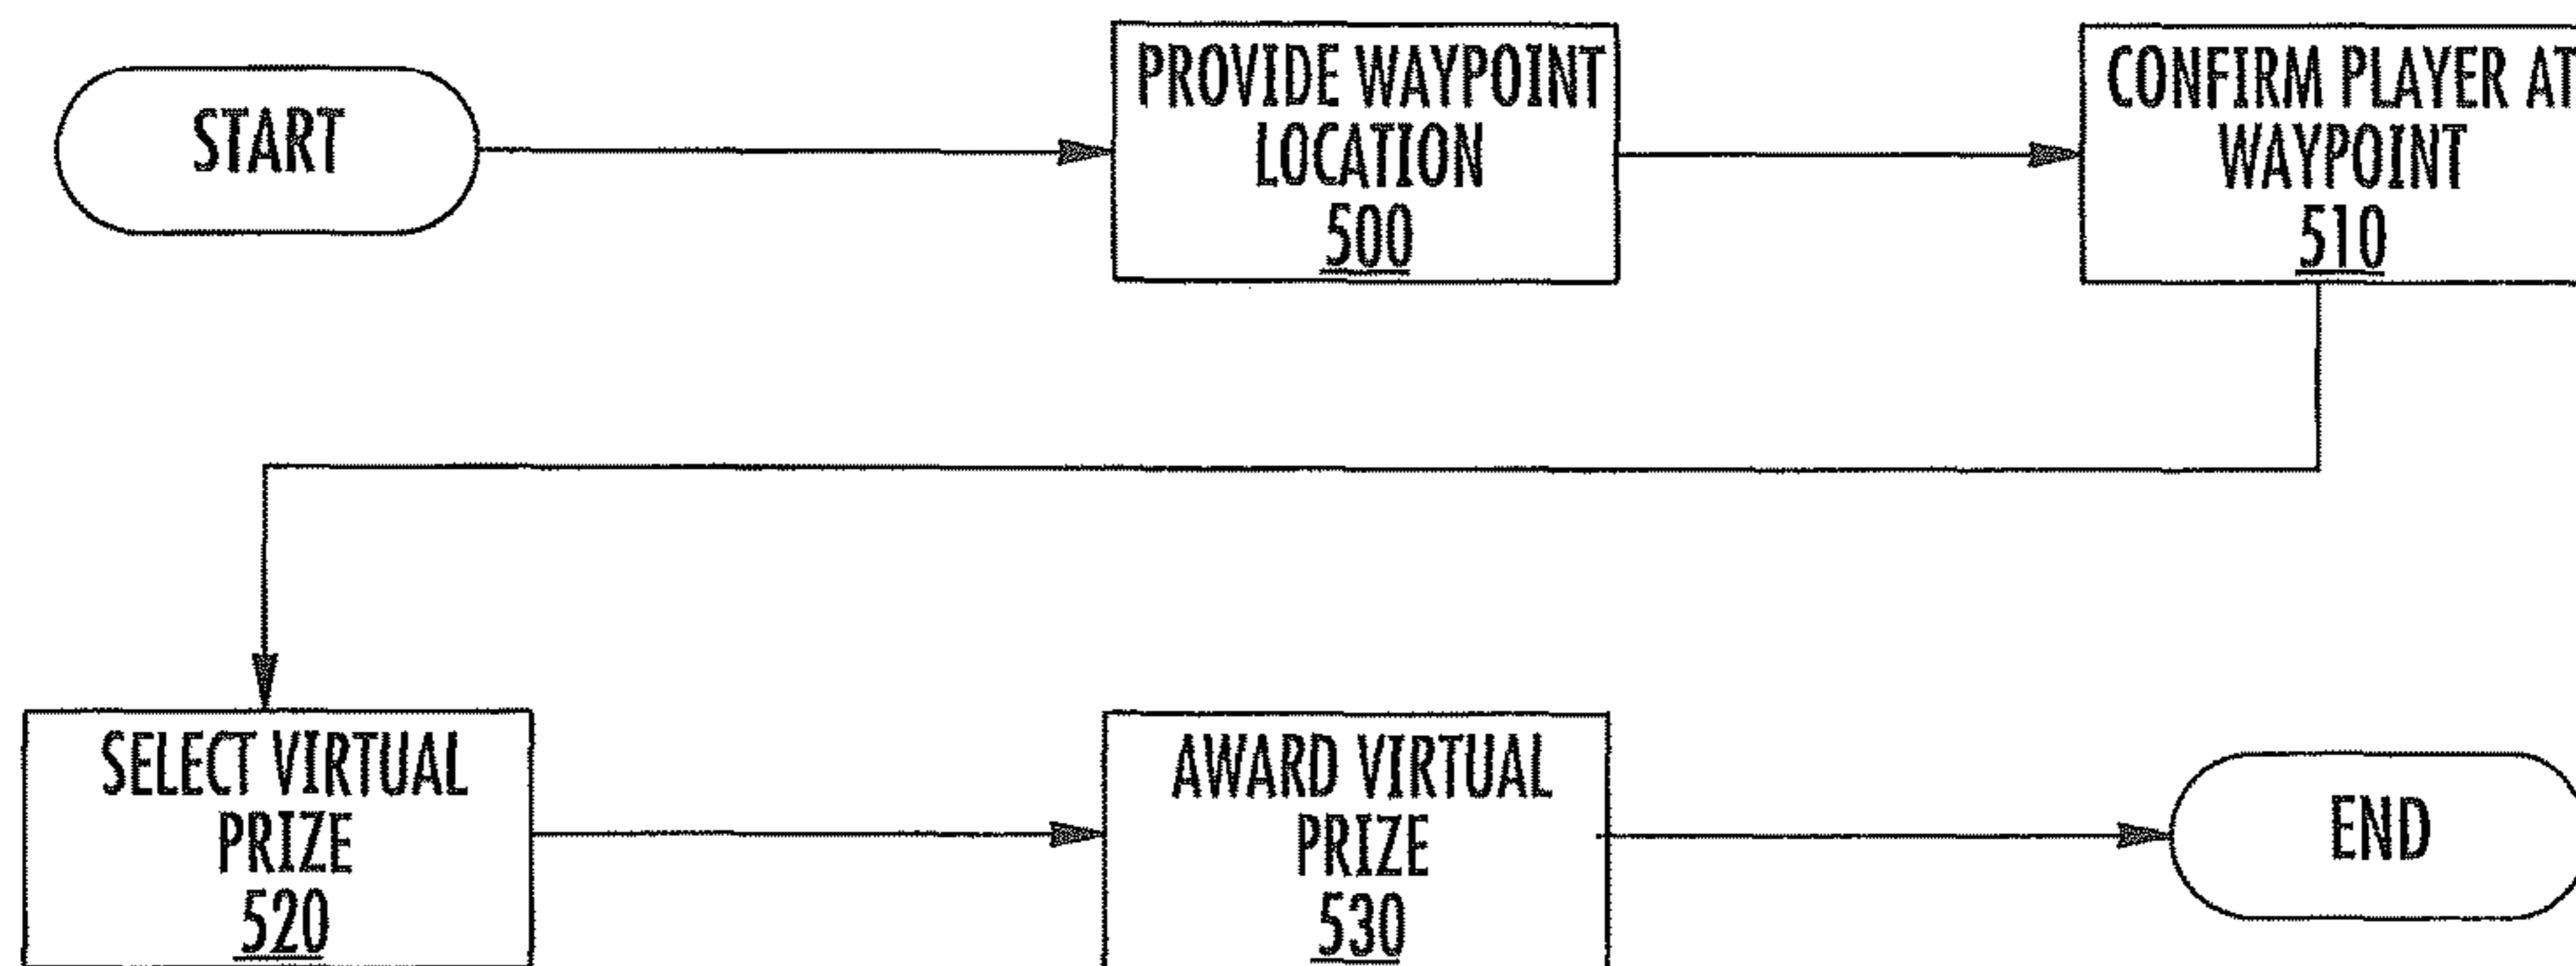 START
PROVIDE WAYPOINT
LOCATION
500
CONFIRM PLAYER AT
WAYPOINT
510
SELECT VIRTUAL
PRIZE
520
AWARD VIRTUAL
PRIZE
530
END